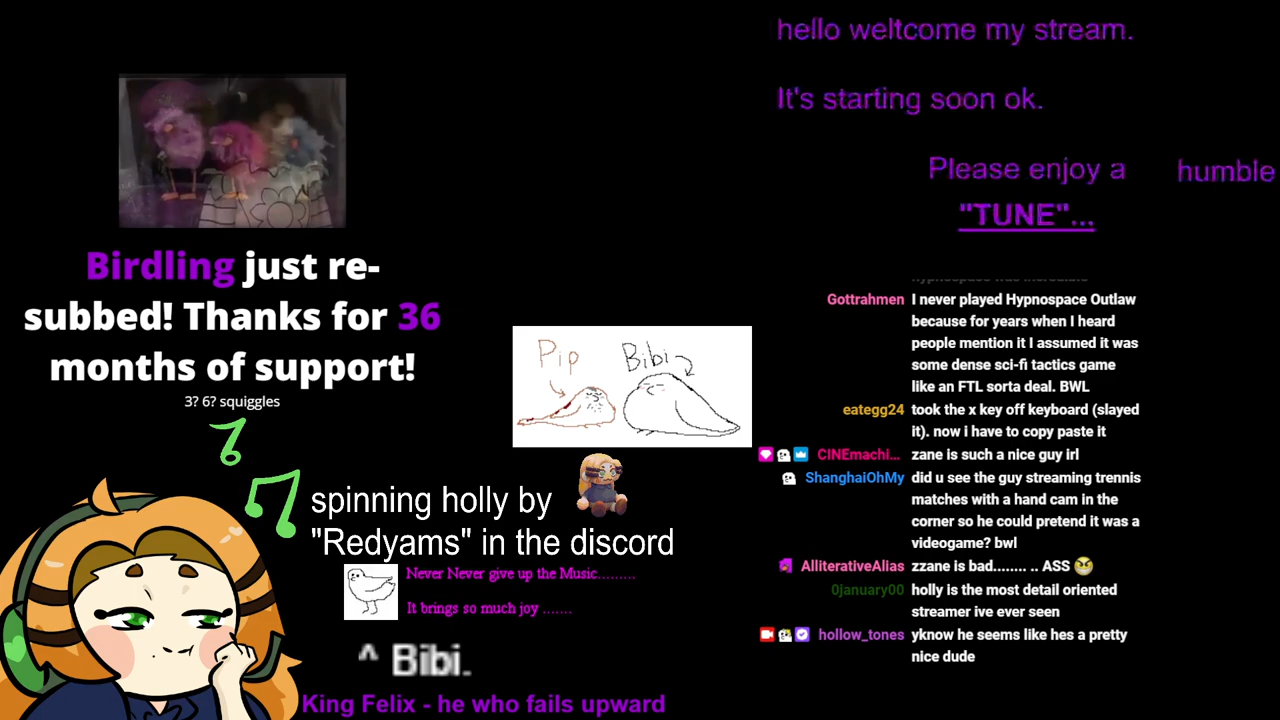 hello weltcome my stream.
It's starting soon ok.
Please enjoy a humble
"TUNE"...
Birdling just re-
subbed! Thanks for 36
months of support!
3? 6? squiggles
Pip
Bibi
spinning holly by
"Redyams" in the discord
Never Never give up the Music.........
It brings so much joy .......
^ Bibi.
King Felix - he who fails upward
Gottrahmen I never played Hypnospace Outlaw
because for years when I heard
people mention it I assumed it was
some dense sci-fi tactics game
like an FTL sorta deal. BWL
eategg24 took the x key off keyboard (slayed
it). now i have to copy paste it
CINEmachi... zane is such a nice guy irl
ShanghaiOhMy did u see the guy streaming trennis
matches with a hand cam in the
corner so he could pretend it was a
videogame? bwl
AlliterativeAlias zzane is bad........ .. ASS
0january00 holly is the most detail oriented
streamer ive ever seen
hollow_tones yknow he seems like hes a pretty
nice dude